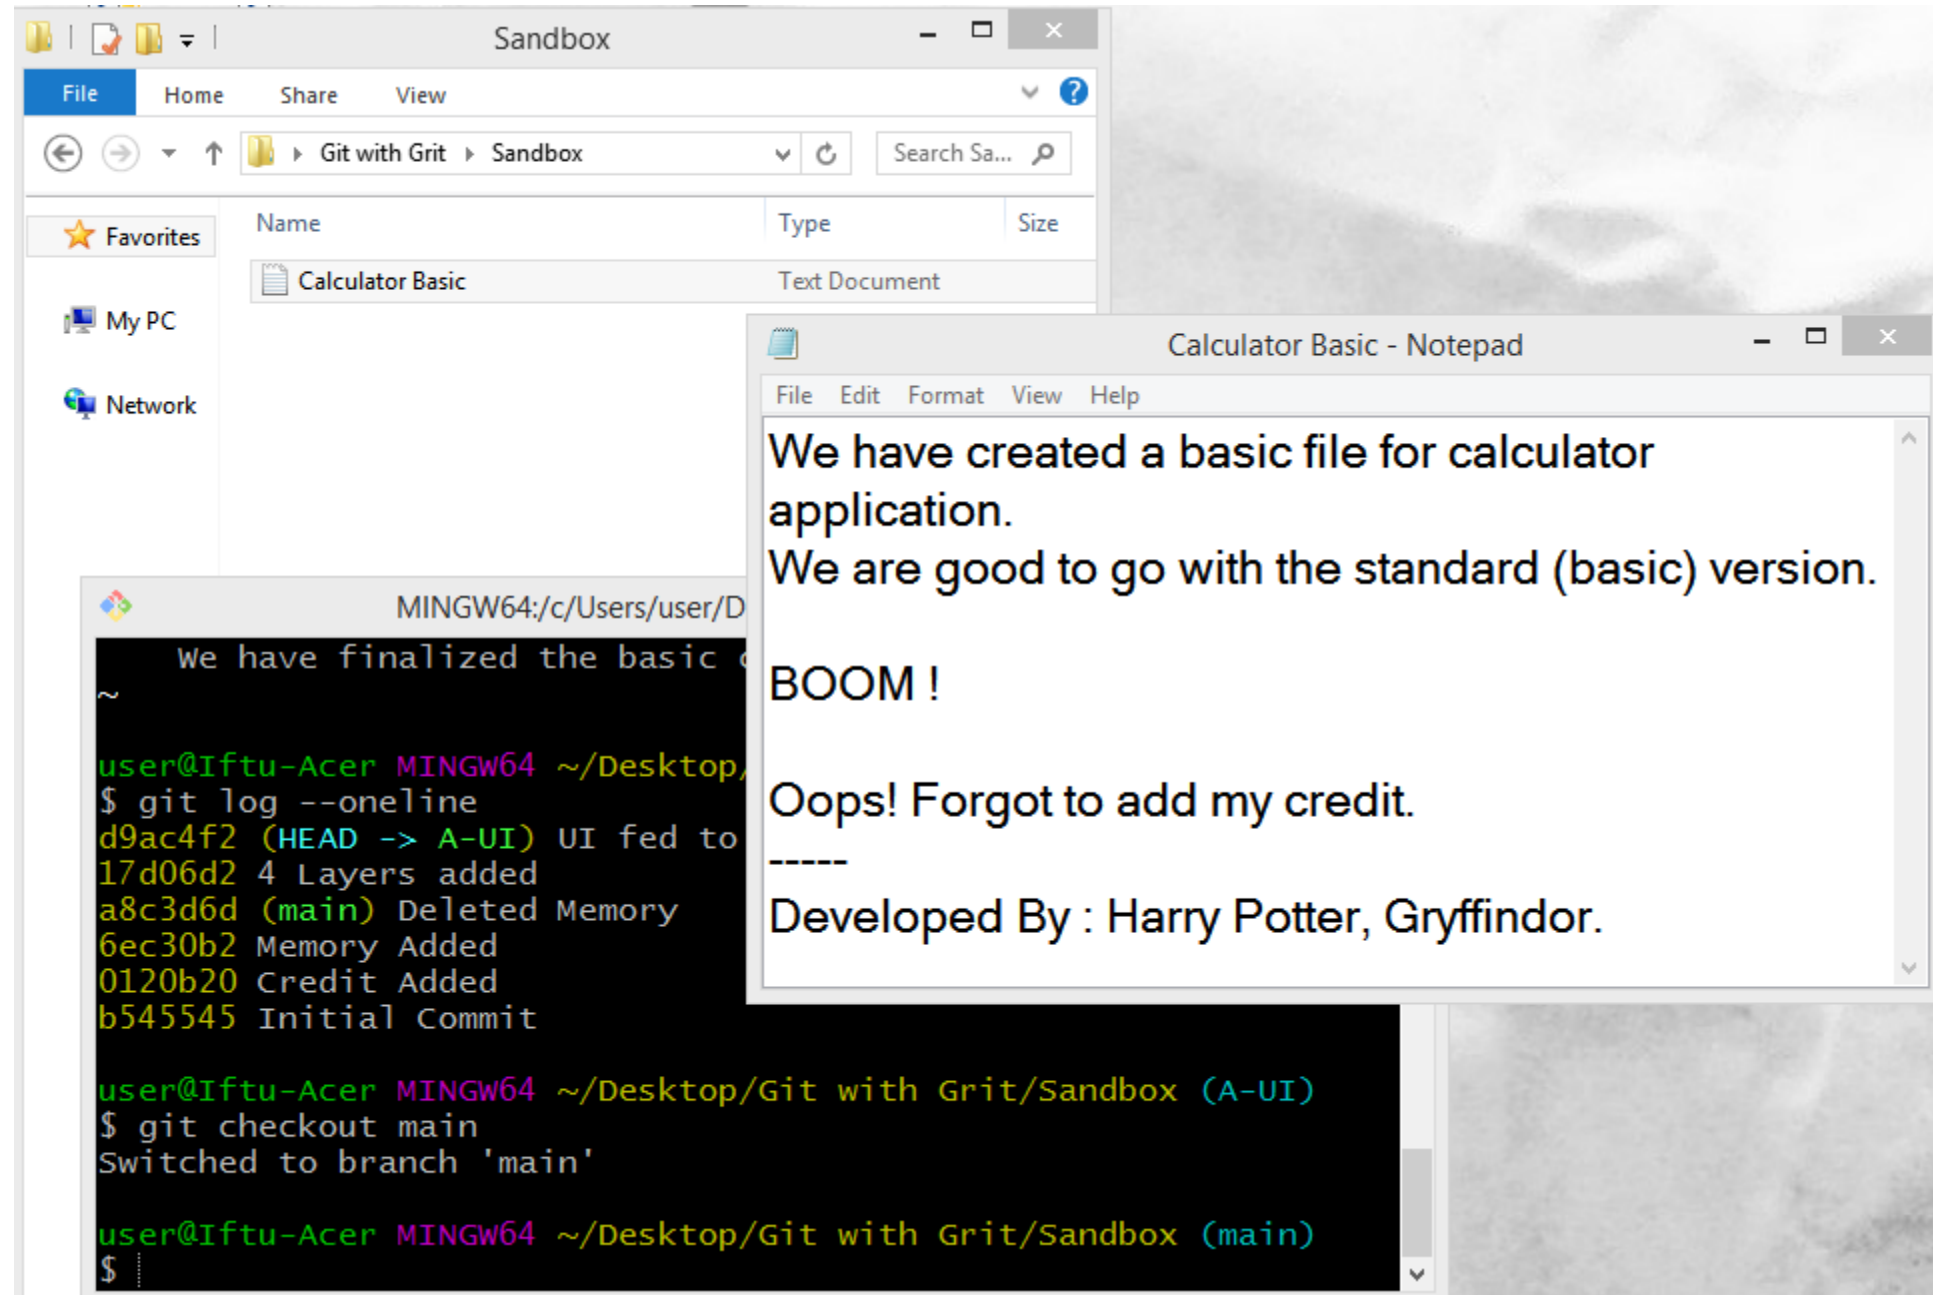 Sandbox
File Home Share View
Git with Grit Sandbox Search Sa...
Favorites
My PC
Network
Name Type Size
Calculator Basic Text Document
Calculator Basic - Notepad
File Edit Format View Help
We have created a basic file for calculator
application.
We are good to go with the standard (basic) version.
BOOM !
Oops! Forgot to add my credit.
-----
Developed By : Harry Potter, Gryffindor.
MINGW64:/c/Users/user/D
We have finalized the basic
~
user@Iftu-Acer MINGW64 ~/Desktop/
$ git log --oneline
d9ac4f2 (HEAD -> A-UI) UI fed to
17d06d2 4 Layers added
a8c3d6d (main) Deleted Memory
6ec30b2 Memory Added
0120b20 Credit Added
b545545 Initial Commit
user@Iftu-Acer MINGW64 ~/Desktop/Git with Grit/Sandbox (A-UI)
$ git checkout main
Switched to branch 'main'
user@Iftu-Acer MINGW64 ~/Desktop/Git with Grit/Sandbox (main)
$